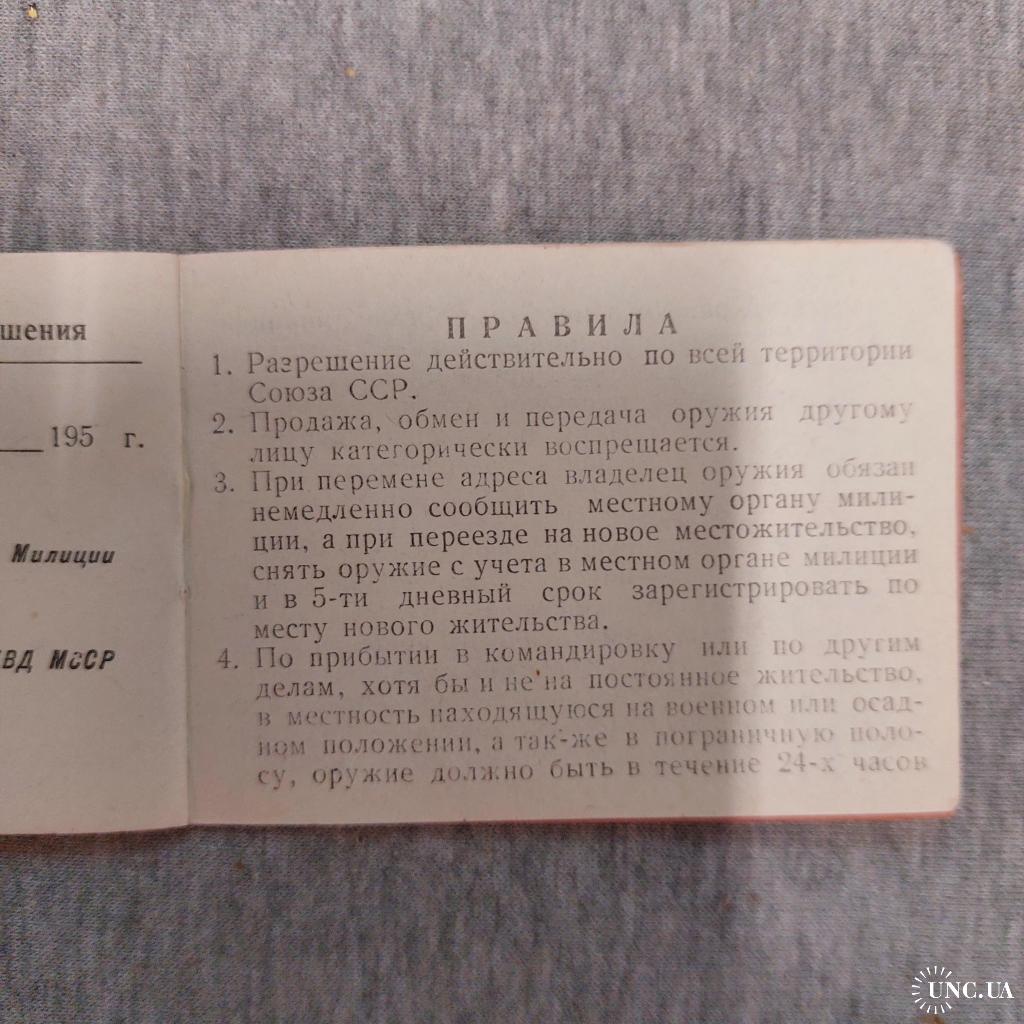 шения
195 г.
Милиции
ВД МССР
ПРАВИЛА
1. Разрешение действительно по всей территории
Союза ССР.
2. Продажа, обмен и передача оружия другому
лицу категорически воспрещается.
3. При перемене адреса владелец оружия обязан
немедленно сообщить местному органу мили-
ции, а при переезде на новое местожительство,
снять оружие с учета в местном органе милиции
и в 5-ти дневный срок зарегистрировать по
месту нового жительства.
4. По прибытии в командировку или по другим
делам, хотя бы и не на постоянное жительство,
в местность находящуюся на военном или осад-
ном положении, а так-же в пограничную поло-
су, оружие должно быть в течение 24-х часов
UNC.UA